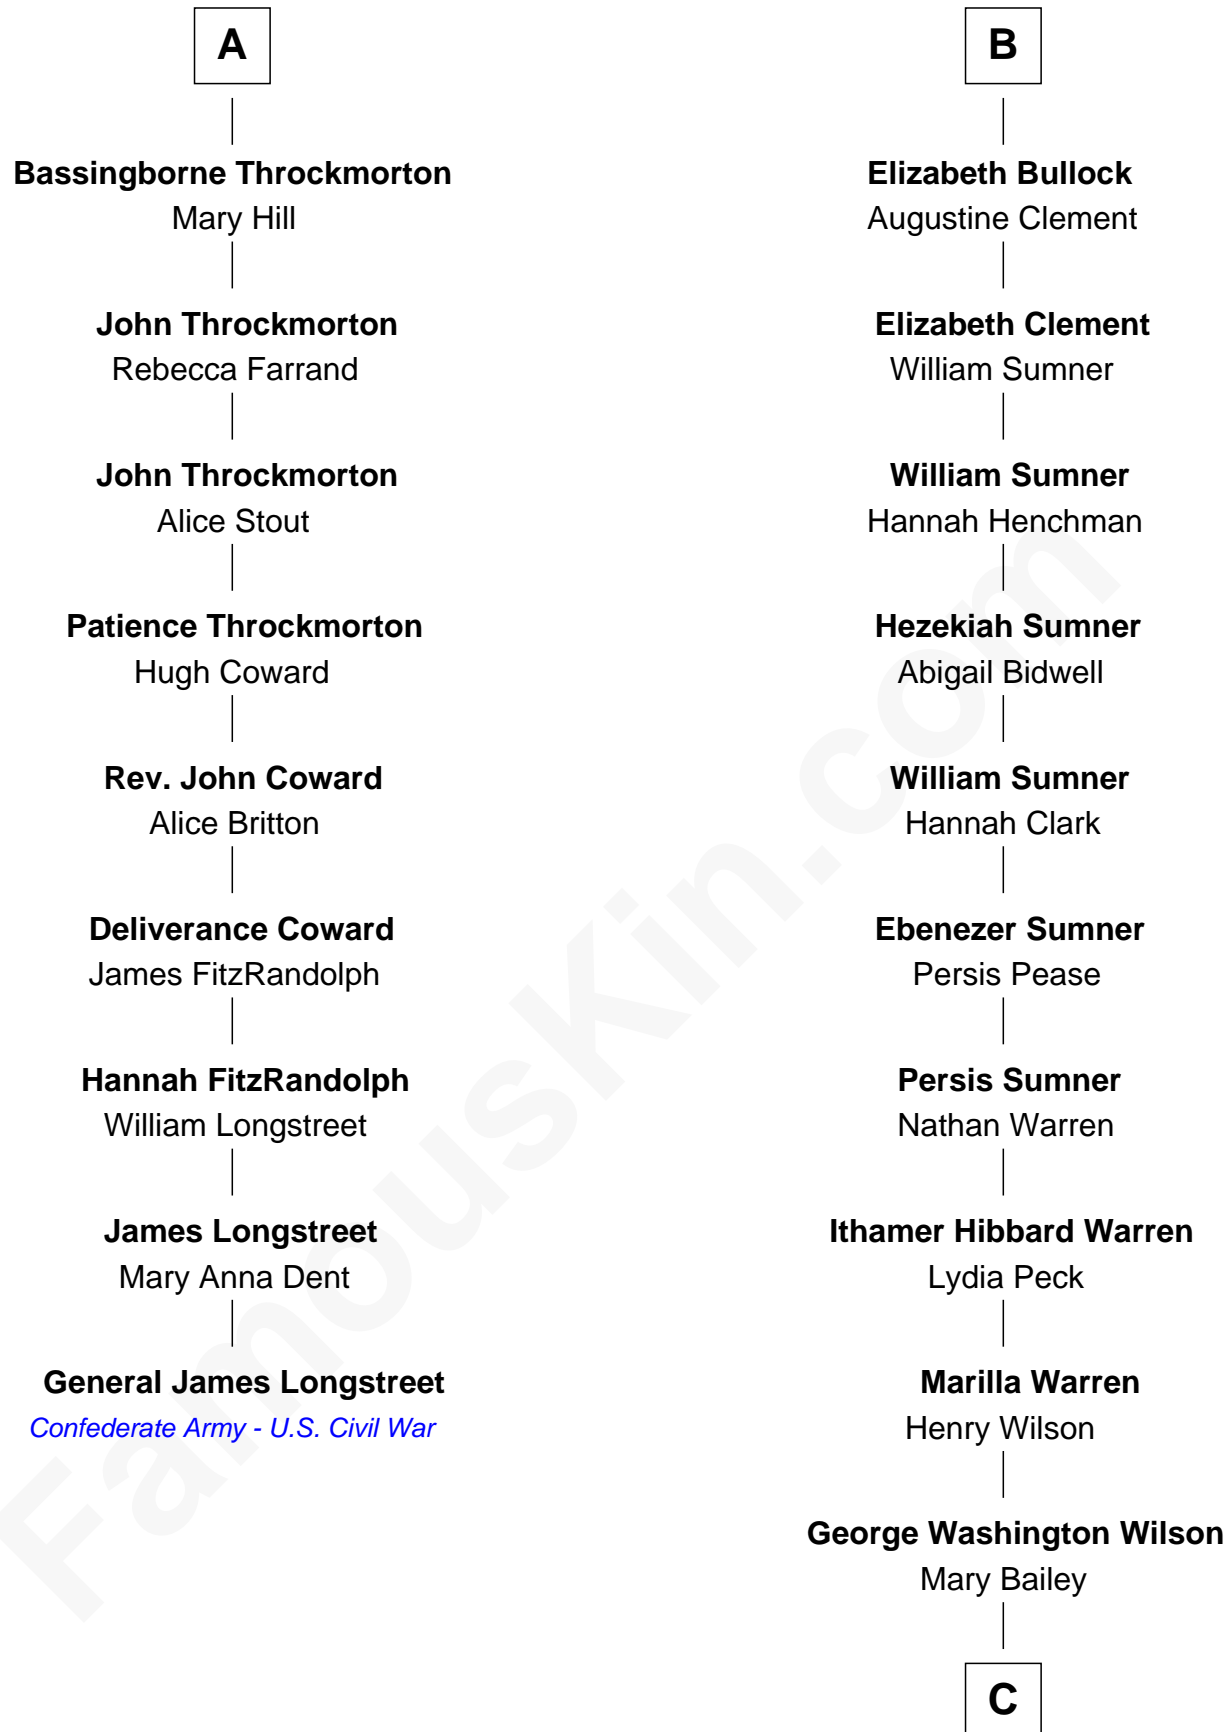 A
Bassingborne Throckmorton
Mary Hill
John Throckmorton
Rebecca Farrand
John Throckmorton
Alice Stout
Patience Throckmorton
Hugh Coward
Rev. John Coward
Alice Britton
Deliverance Coward
James FitzRandolph
Hannah FitzRandolph
William Longstreet
James Longstreet
Mary Anna Dent
General James Longstreet
Confederate Army - U.S. Civil War
B
Elizabeth Bullock
Augustine Clement
Elizabeth Clement
William Sumner
William Sumner
Hannah Henchman
Hezekiah Sumner
Abigail Bidwell
William Sumner
Hannah Clark
Ebenezer Sumner
Persis Pease
Persis Sumner
Nathan Warren
Ithamer Hibbard Warren
Lydia Peck
Marilla Warren
Henry Wilson
George Washington Wilson
Mary Bailey
C
FamousKin.com